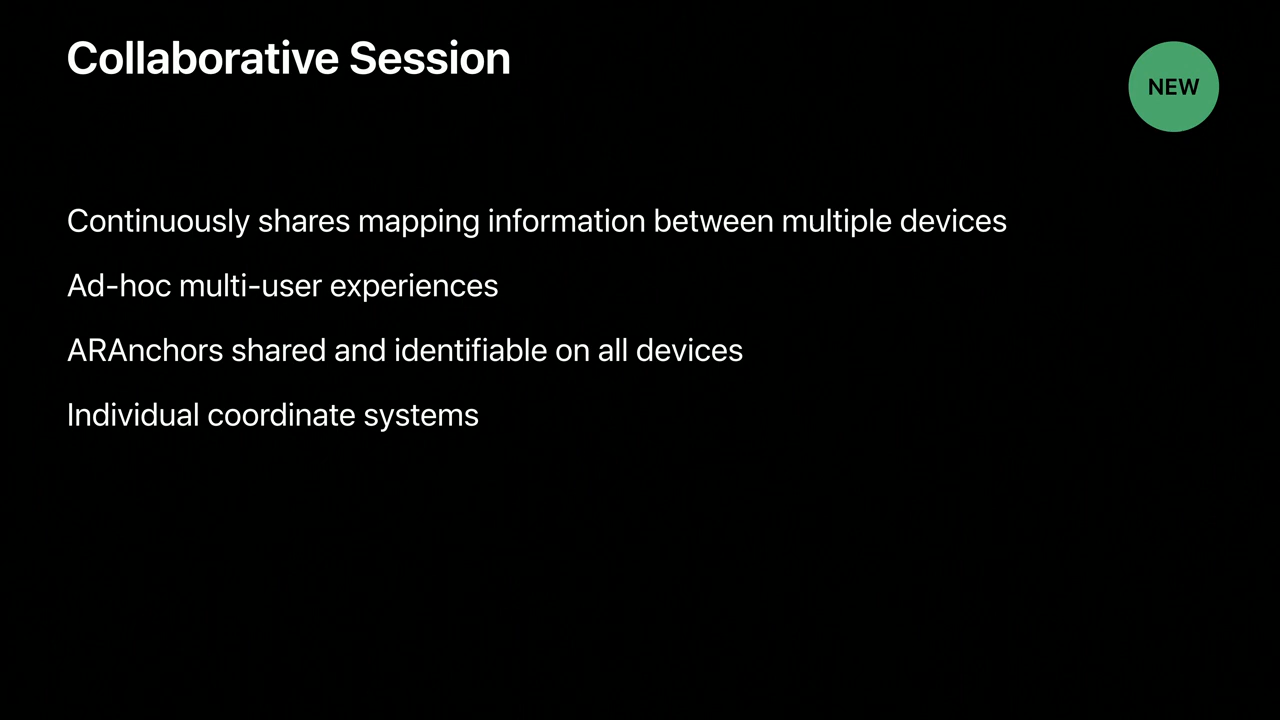 Collaborative Session
NEW
Continuously shares mapping information between multiple devices
Ad-hoc multi-user experiences
ARAnchors shared and identifiable on all devices
Individual coordinate systems